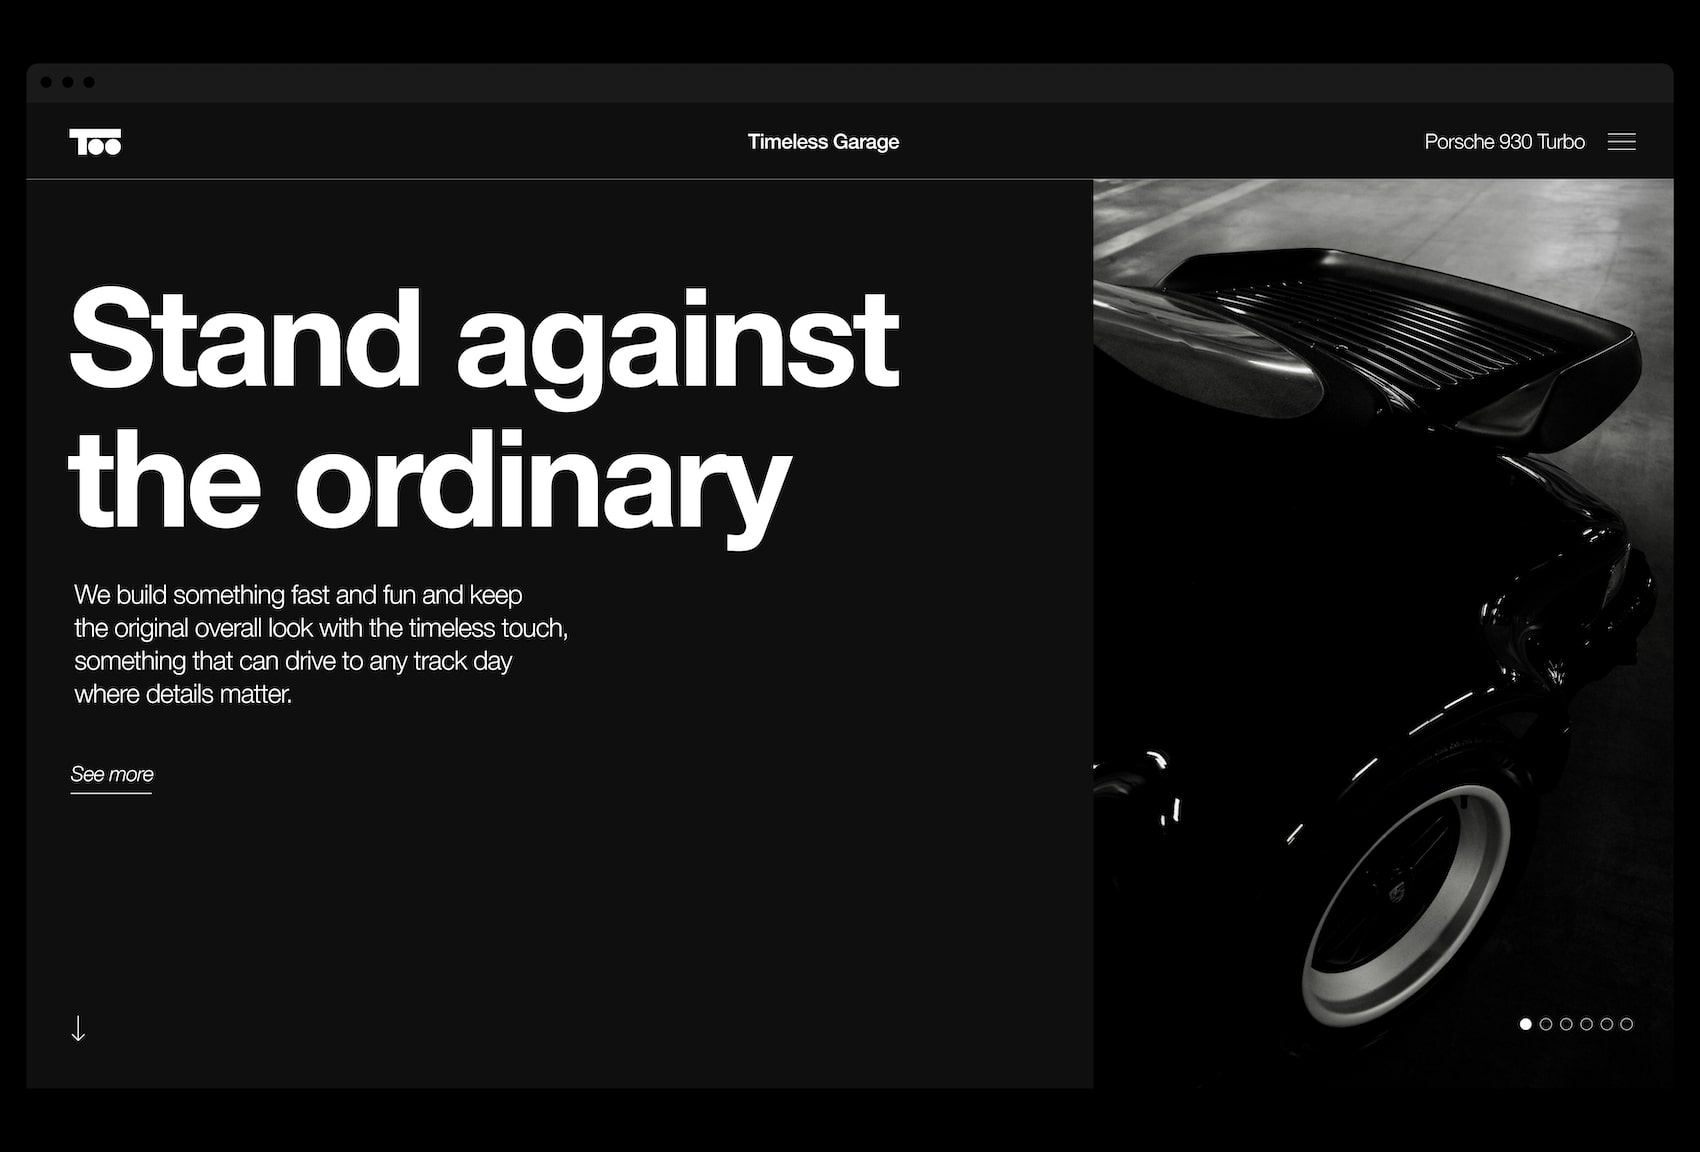 Too
Timeless Garage
Porsche 930 Turbo
Stand against
the ordinary
We build something fast and fun and keep
the original overall look with the timeless touch,
something that can drive to any track day
where details matter.
See more